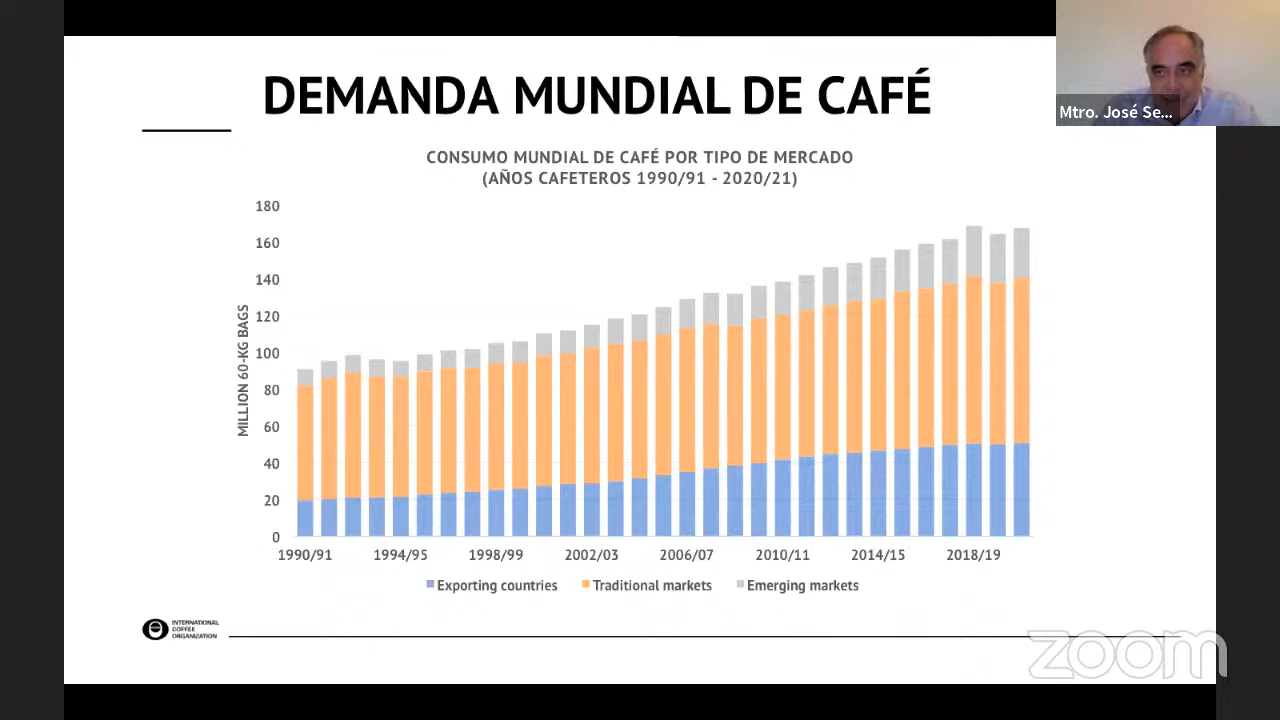 DEMANDA MUNDIAL DE CAFÉ
Mtro. José Se...
CONSUMO MUNDIAL DE CAFÉ POR TIPO DE MERCADO
(AÑOS CAFETEROS 1990/91 - 2020/21)
MILLION 60-KG BAGS
180
160
140
120
100
80
60
40
20
0
1990/91 1994/95 1998/99 2002/03 2006/07 2010/11 2014/15 2018/19
Exporting countries Traditional markets Emerging markets
INTERNATIONAL
COFFEE
ORGANIZATION
zoom